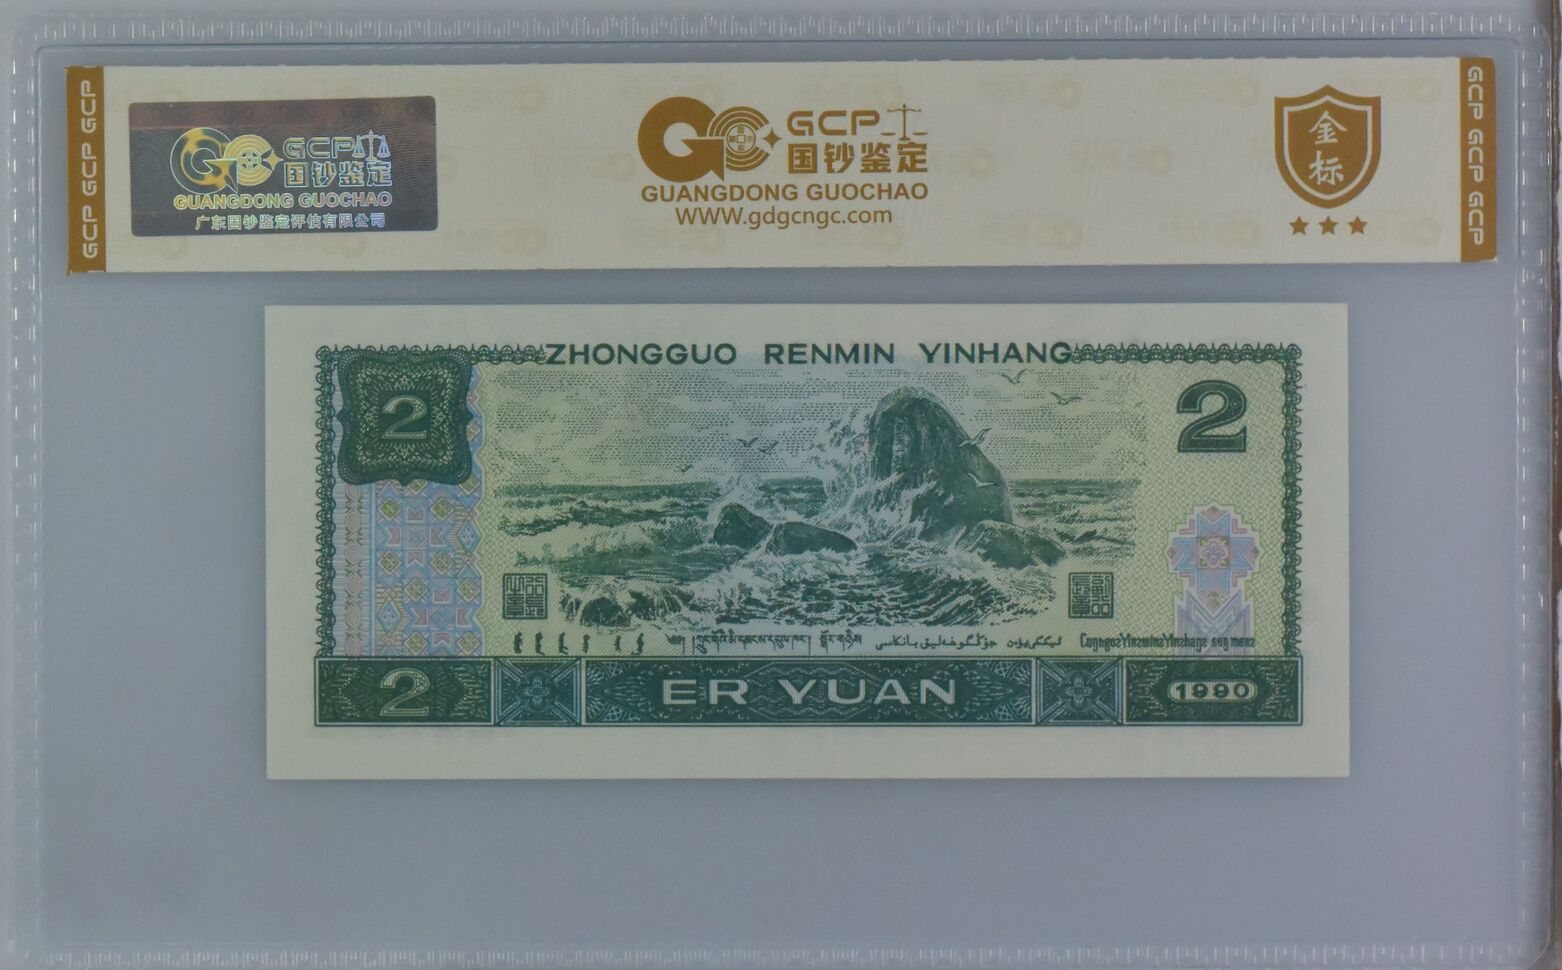 GCP GCP GCP
GCP
国钞鉴定
GUANGDONG GUOCHAO
广东国钞鉴定评估有限公司
GCP
国钞鉴定
GUANGDONG GUOCHAO
WWW.gdgcngc.com
金标
GCP GCP GCP
ZHONGGUO RENMIN YINHANG
2
2
2
ER YUAN
1990